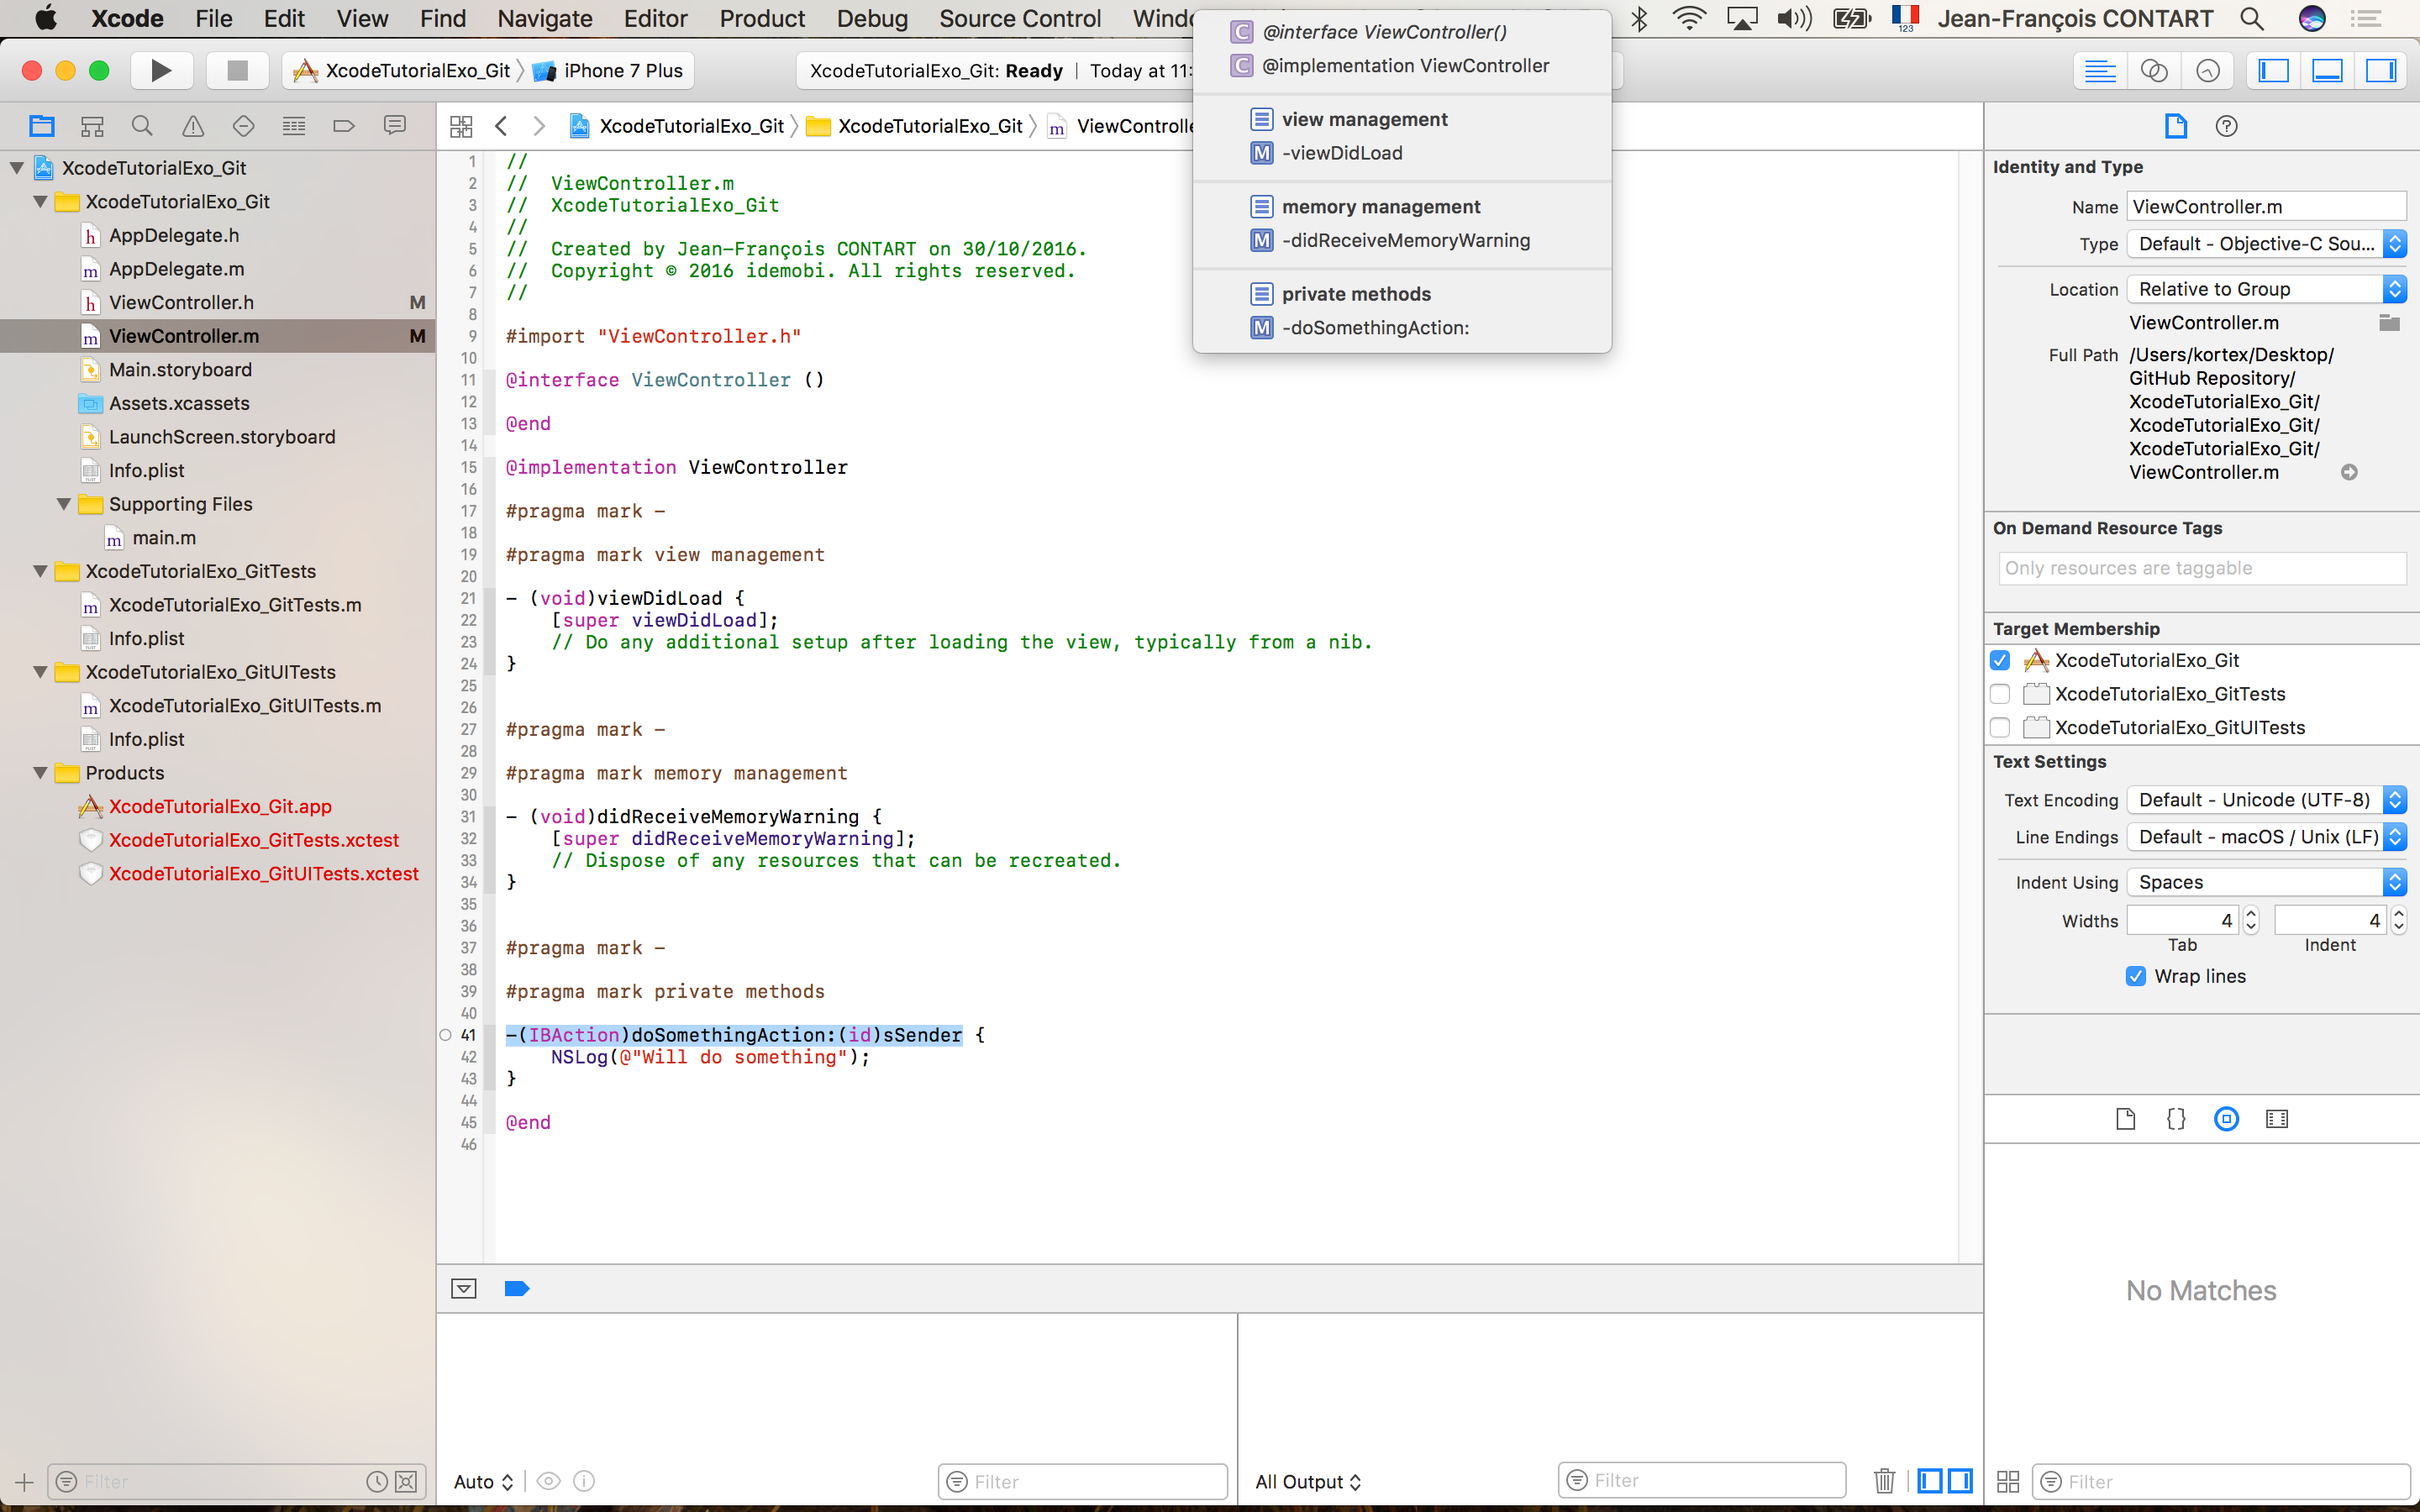 Xcode File Edit View Find Navigate Editor Product Debug Source Control Jean-François CONTART
123
XcodeTutorialExo_Git iPhone 7 Plus
XcodeTutorialExo_Git: Ready | Today at 11:
@interface ViewController()
@implementation ViewController
view management
M -viewDidLoad
memory management
M -didReceiveMemoryWarning
private methods
M -doSomethingAction:
XcodeTutorialExo_Git
XcodeTutorialExo_Git
AppDelegate.h
AppDelegate.m
ViewController.h M
ViewController.m M
Main.storyboard
Assets.xcassets
LaunchScreen.storyboard
Info.plist
Supporting Files
main.m
XcodeTutorialExo_GitTests
XcodeTutorialExo_GitTests.m
Info.plist
XcodeTutorialExo_GitUITests
XcodeTutorialExo_GitUITests.m
Info.plist
Products
XcodeTutorialExo_Git.app
XcodeTutorialExo_GitTests.xctest
XcodeTutorialExo_GitUITests.xctest
Filter
XcodeTutorialExo_Git XcodeTutorialExo_Git
1 //
2 //  ViewController.m
3 //  XcodeTutorialExo_Git
4 //
5 //  Created by Jean-François CONTART on 30/10/2016.
6 //  Copyright © 2016 idemobi. All rights reserved.
7 //
8
9 #import "ViewController.h"
10
11 @interface ViewController ()
12
13 @end
14
15 @implementation ViewController
16
17 #pragma mark -
18
19 #pragma mark view management
20
21 - (void)viewDidLoad {
22     [super viewDidLoad];
23     // Do any additional setup after loading the view, typically from a nib.
24 }
25
26
27 #pragma mark -
28
29 #pragma mark memory management
30
31 - (void)didReceiveMemoryWarning {
32     [super didReceiveMemoryWarning];
33     // Dispose of any resources that can be recreated.
34 }
35
36
37 #pragma mark -
38
39 #pragma mark private methods
40
41 -(IBAction)doSomethingAction:(id)sSender {
42     NSLog(@"Will do something");
43 }
44
45 @end
46
Auto
Filter
All Output
Filter
Identity and Type
Name ViewController.m
Type Default - Objective-C Sou...
Location Relative to Group
ViewController.m
Full Path /Users/kortex/Desktop/
GitHub Repository/
XcodeTutorialExo_Git/
XcodeTutorialExo_Git/
XcodeTutorialExo_Git/
ViewController.m
On Demand Resource Tags
Only resources are taggable
Target Membership
XcodeTutorialExo_Git
XcodeTutorialExo_GitTests
XcodeTutorialExo_GitUITests
Text Settings
Text Encoding Default - Unicode (UTF-8)
Line Endings Default - macOS / Unix (LF)
Indent Using Spaces
Widths 4 4
Tab Indent
Wrap lines
No Matches
Filter